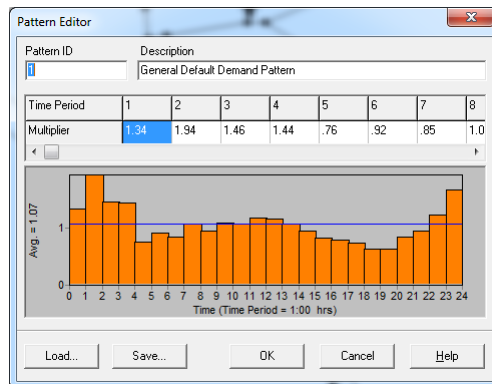 Pattern Editor
Pattern ID Description
1 General Default Demand Pattern
Time Period 1 2 3 4 5 6 7 8
Multiplier 1.34 1.94 1.46 1.44 .76 .92 .85 1.0
Avg. = 1.07
1
0
0 1 2 3 4 5 6 7 8 9 10 11 12 13 14 15 16 17 18 19 20 21 22 23 24
Time (Time Period = 1:00 hrs)
Load... Save... OK Cancel Help